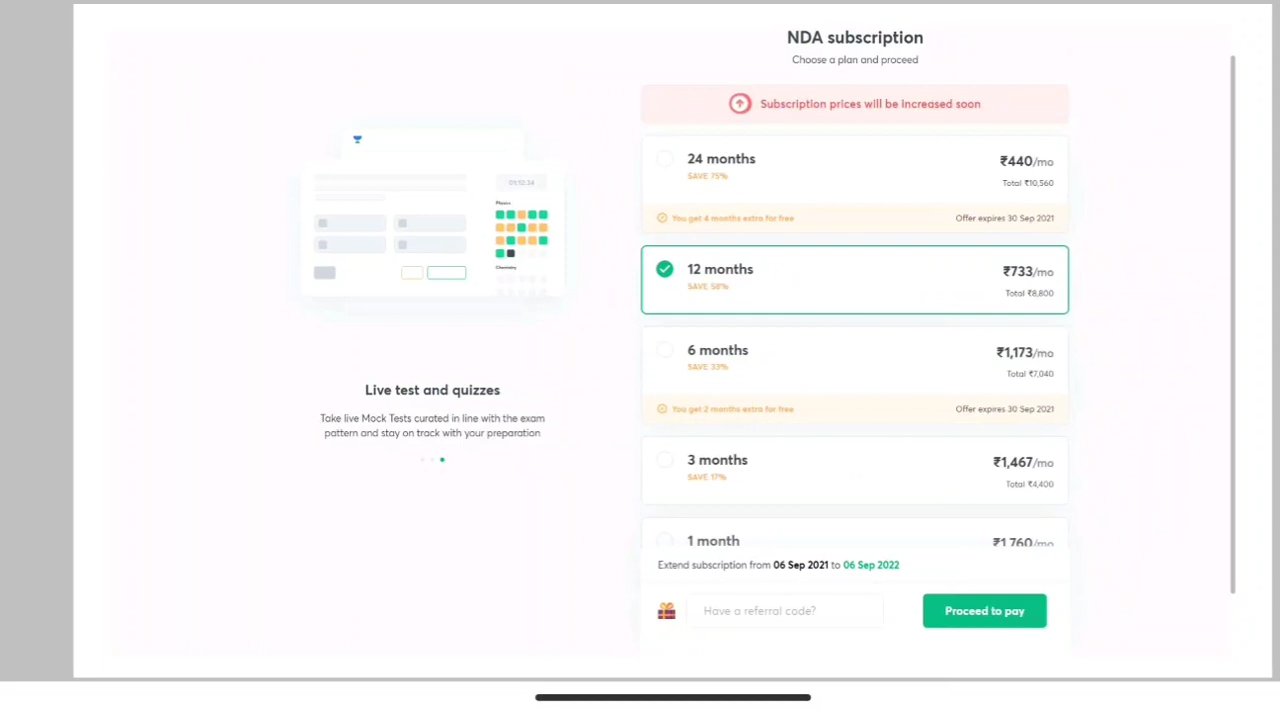 NDA subscription
Choose a plan and proceed
Subscription prices will be increased soon
24 months
₹440/mo
SAVE 75%
Total ₹10,560
You get 4 months extra for free
Offer expires 30 Sep 2021
12 months
₹733/mo
SAVE 58%
Total ₹8,800
6 months
₹1,173/mo
SAVE 33%
Total ₹7,040
You get 2 months extra for free
Offer expires 30 Sep 2021
3 months
₹1,467/mo
SAVE 17%
Total ₹4,400
1 month
₹1,760/mo
Extend subscription from 06 Sep 2021 to 06 Sep 2022
Have a referral code?
Proceed to pay
01:12:34
Physics
Chemistry
Live test and quizzes
Take live Mock Tests curated in line with the exam
pattern and stay on track with your preparation